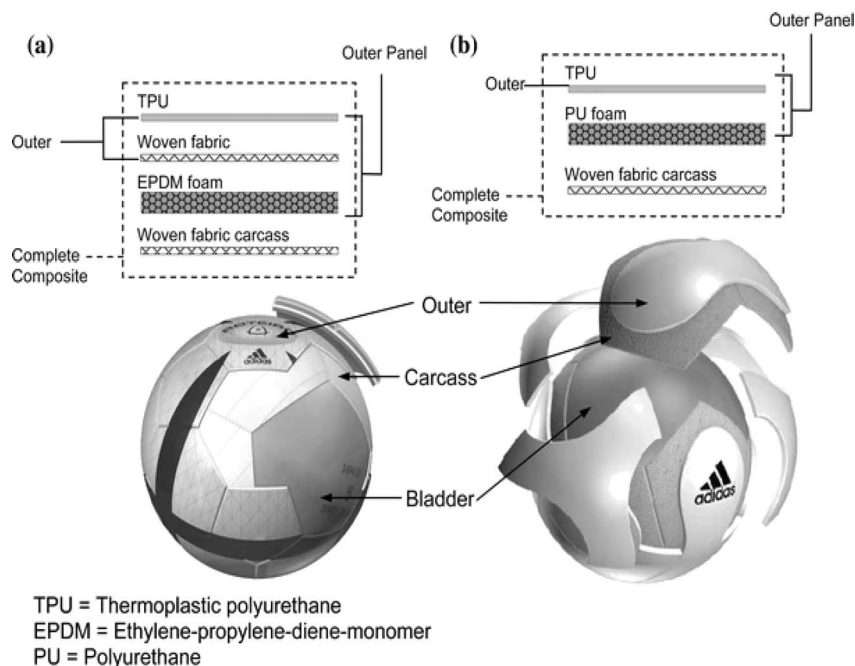 (a)
Outer Panel
TPU
Outer
Woven fabric
EPDM foam
Woven fabric carcass
Complete
Composite
(b)
Outer Panel
Outer
TPU
PU foam
Woven fabric carcass
Complete
Composite
Outer
Carcass
Bladder
ROTEIRO
adidas
adidas
TPU = Thermoplastic polyurethane
EPDM = Ethylene-propylene-diene-monomer
PU = Polyurethane